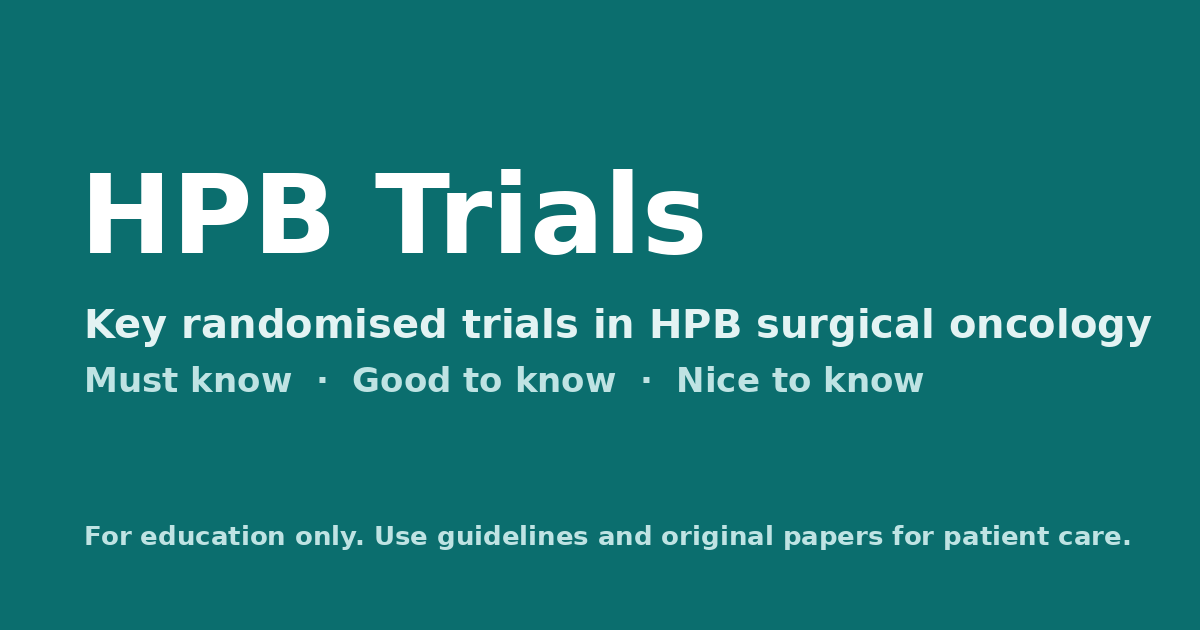 HPB Trials
Key randomised trials in HPB surgical oncology
Must know · Good to know · Nice to know
For education only. Use guidelines and original papers for patient care.